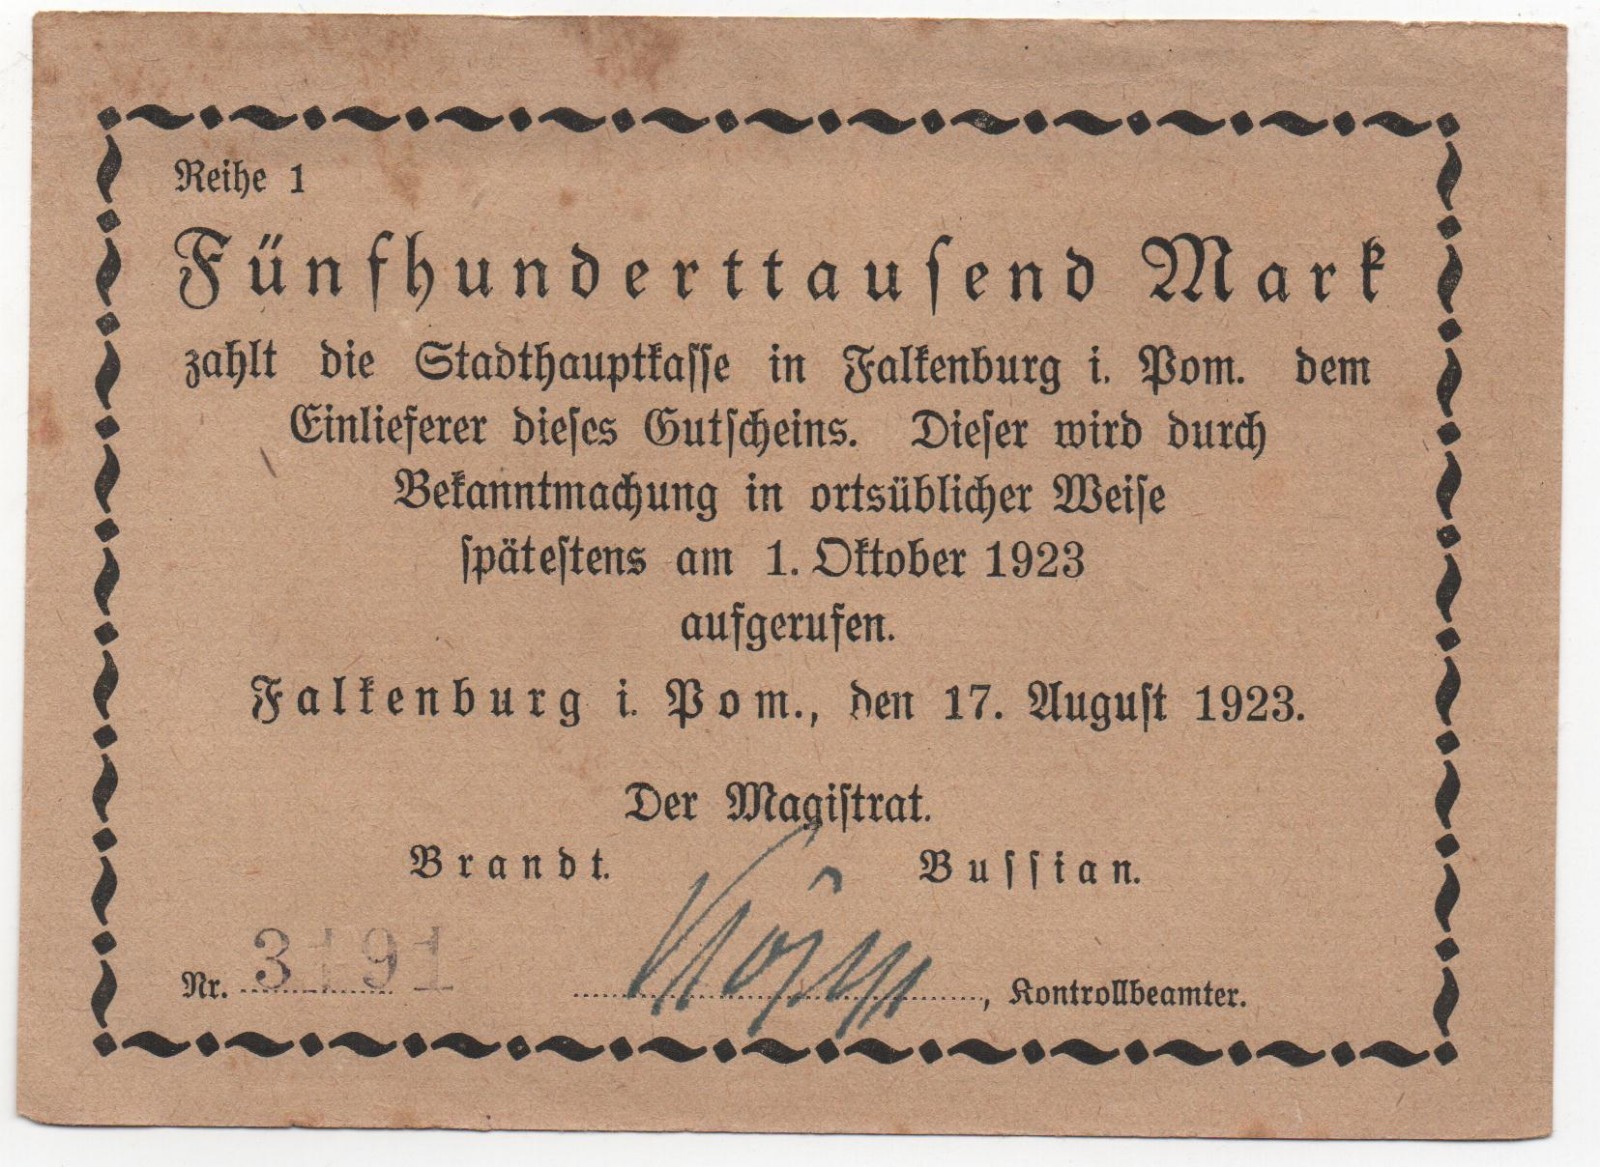 Reihe 1
Fünfhunderttausend Mark
zahlt die Stadthauptkasse in Falkenburg i. Pom. dem
Einlieferer dieses Gutscheins. Dieser wird durch
Bekanntmachung in ortsüblicher Weise
spätestens am 1. Oktober 1923
aufgerufen.
Falkenburg i. Pom., den 17. August 1923.
Der Magistrat.
Brandt. Bussian.
Nr. 3191 , Kontrollbeamter.